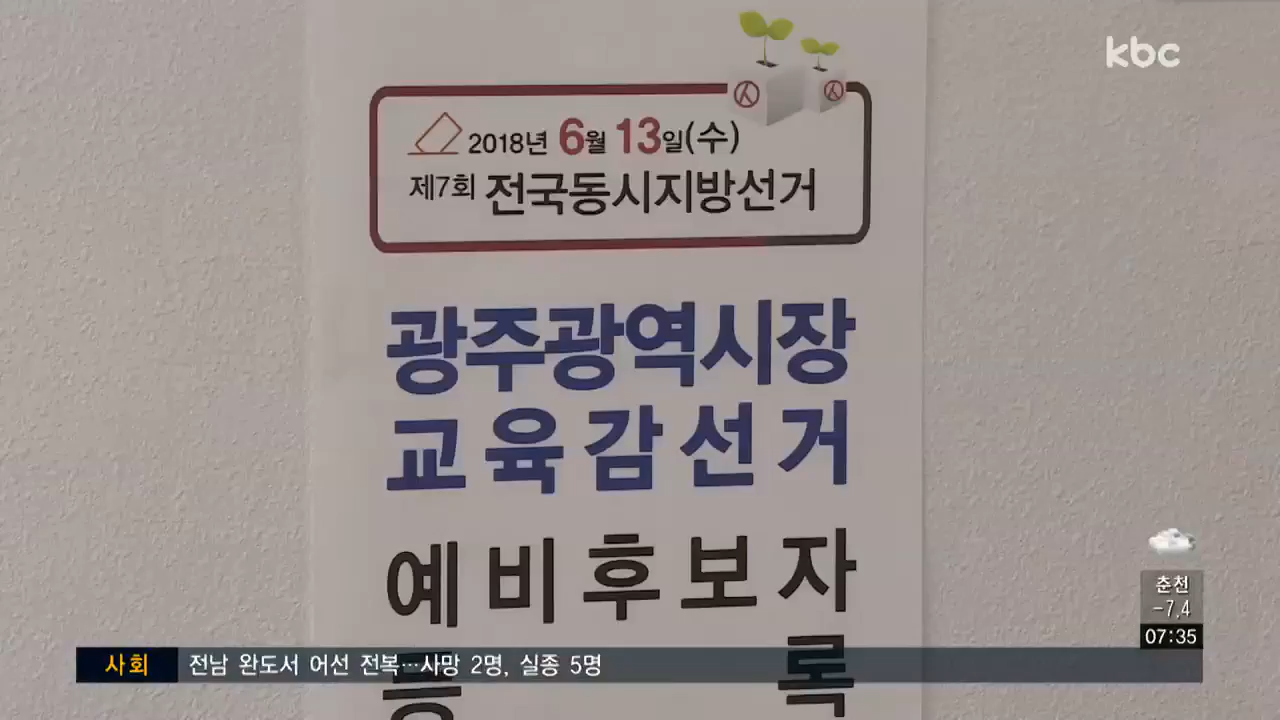 kbc
2018년 6월 13일(수)
제7회 전국동시지방선거
광주광역시장
교육감선거
예비후보자
등록
춘천
-7.4
07:35
사회 전남 완도서 어선 전복…사망 2명, 실종 5명